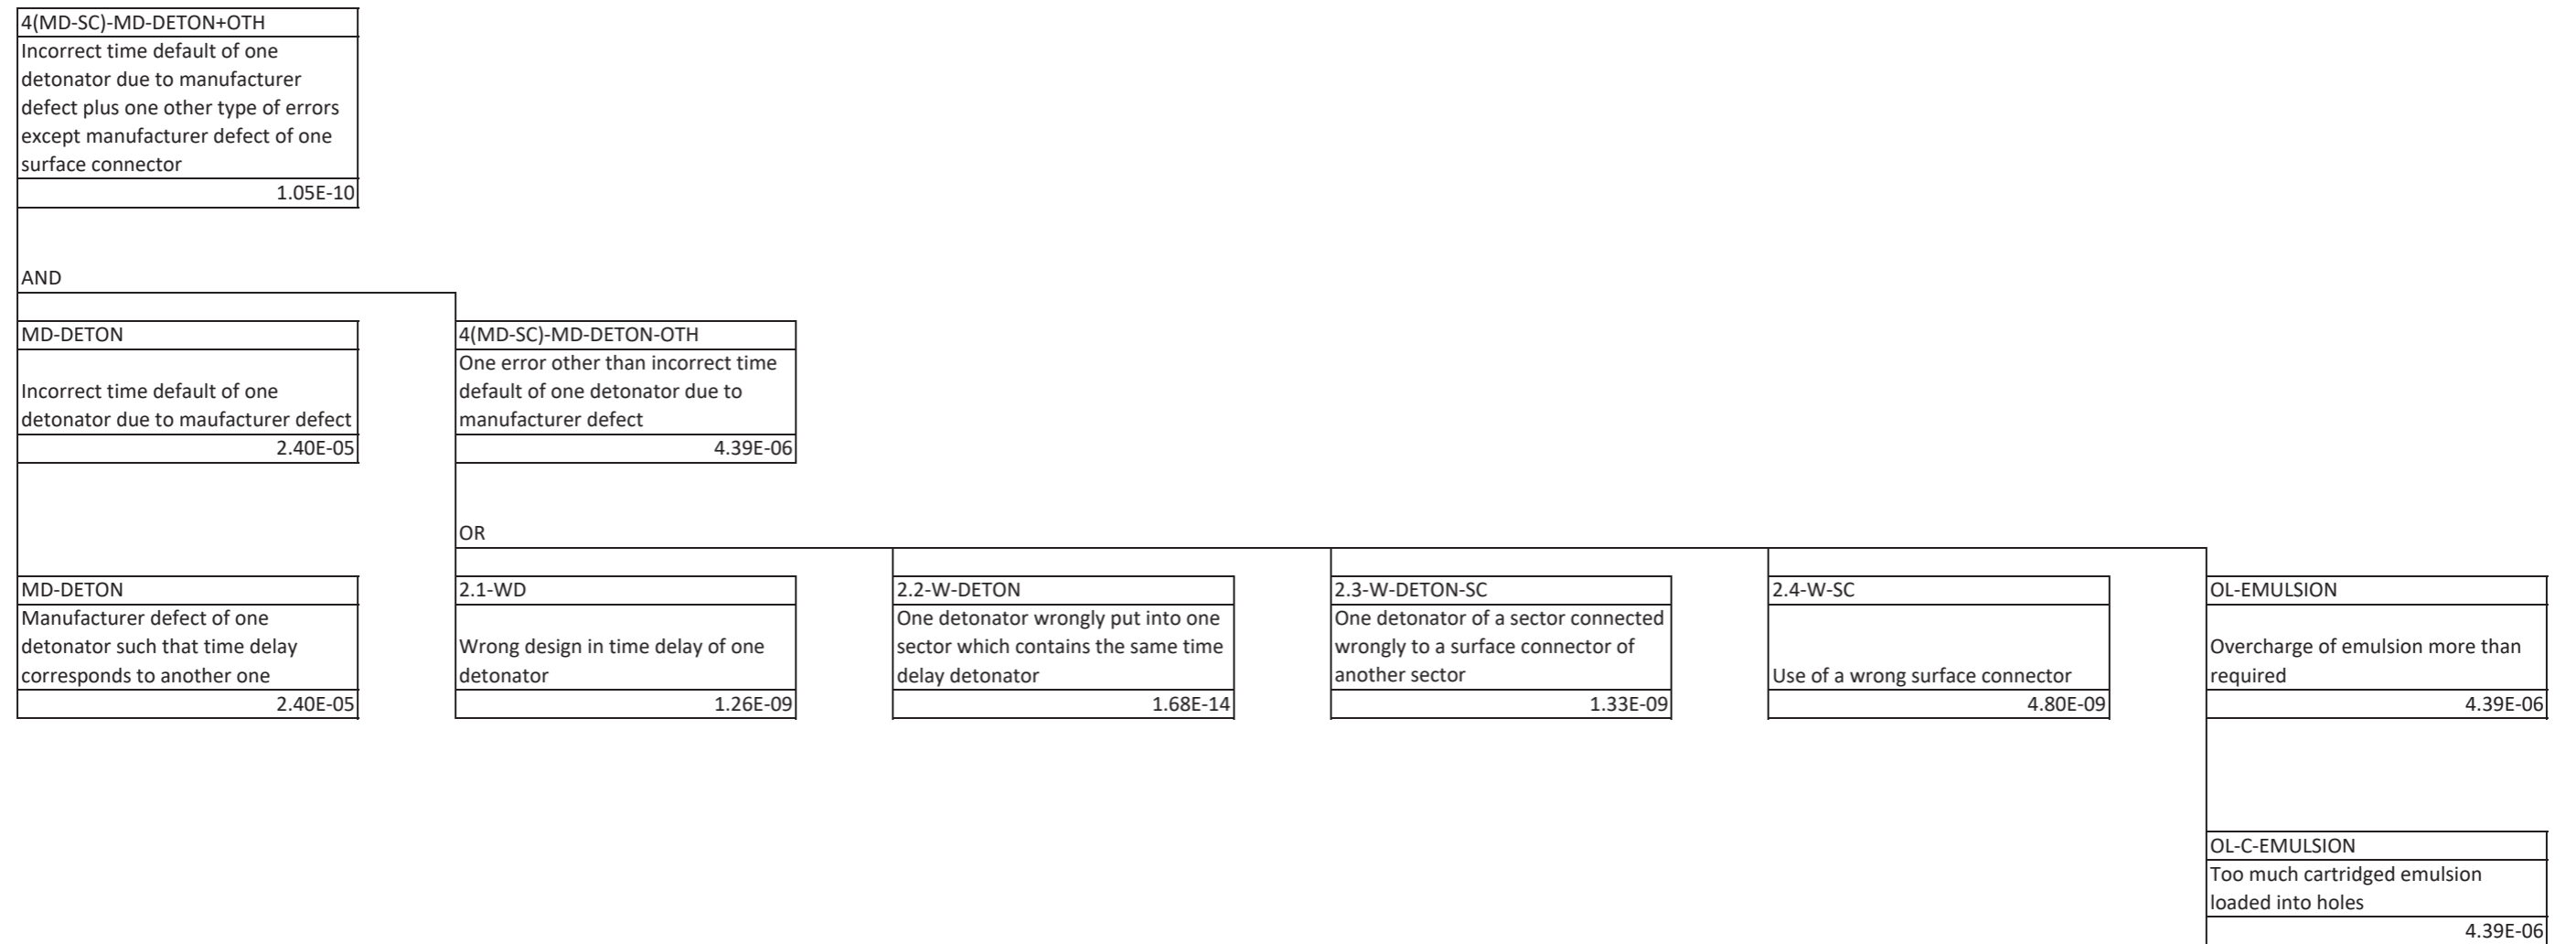 4(MD-SC)-MD-DETON+OTH
Incorrect time default of one
detonator due to manufacturer
defect plus one other type of errors
except manufacturer defect of one
surface connector
1.05E-10
AND
MD-DETON
Incorrect time default of one
detonator due to maufacturer defect
2.40E-05
4(MD-SC)-MD-DETON-OTH
One error other than incorrect time
default of one detonator due to
manufacturer defect
4.39E-06
OR
MD-DETON
Manufacturer defect of one
detonator such that time delay
corresponds to another one
2.40E-05
2.1-WD
Wrong design in time delay of one
detonator
1.26E-09
2.2-W-DETON
One detonator wrongly put into one
sector which contains the same time
delay detonator
1.68E-14
2.3-W-DETON-SC
One detonator of a sector connected
wrongly to a surface connector of
another sector
1.33E-09
2.4-W-SC
Use of a wrong surface connector
4.80E-09
OL-EMULSION
Overcharge of emulsion more than
required
4.39E-06
OL-C-EMULSION
Too much cartridged emulsion
loaded into holes
4.39E-06